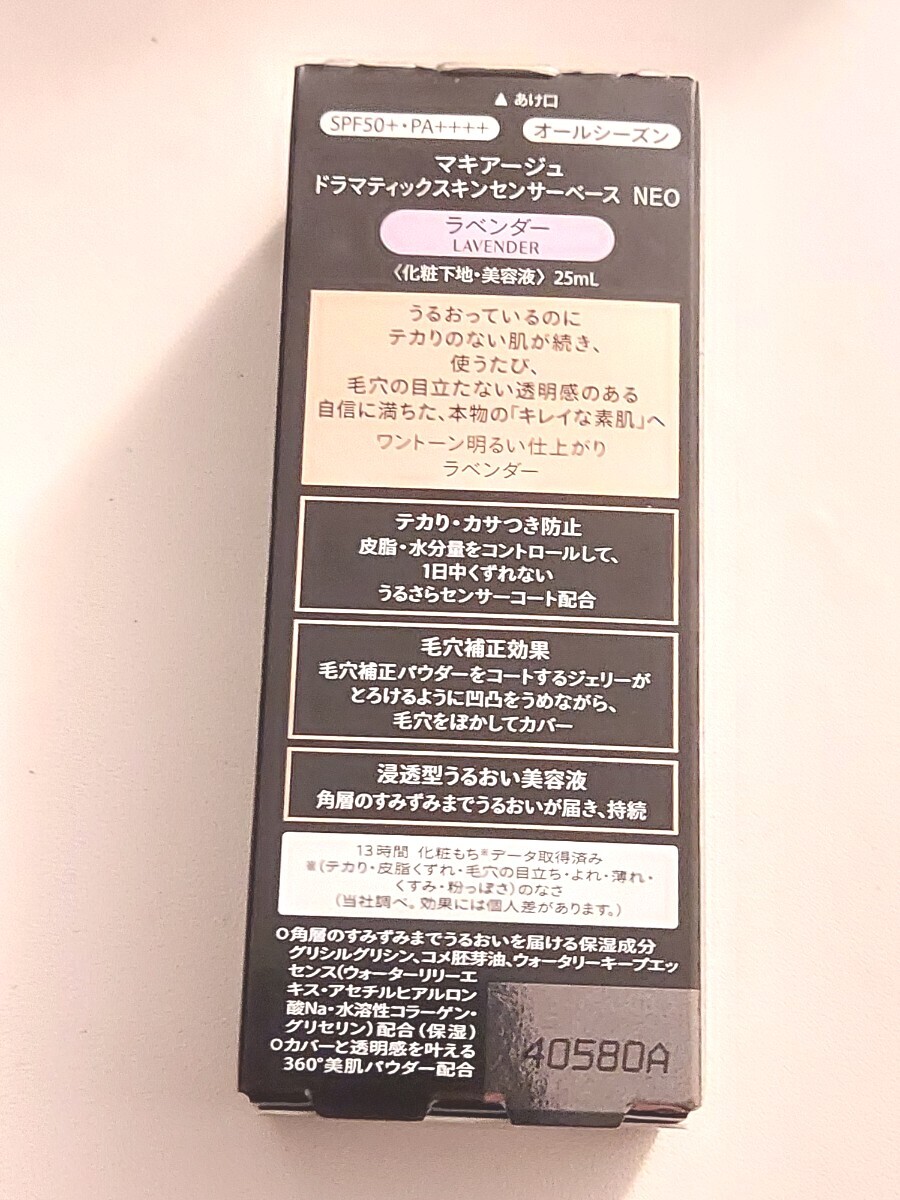 ▲ あけ口
SPF50+・PA++++ オールシーズン
マキアージュ
ドラマティックスキンセンサーベース NEO
ラベンダー
LAVENDER
〈化粧下地・美容液〉 25mL
うるおっているのに
テカりのない肌が続き、
使うたび、
毛穴の目立たない透明感のある
自信に満ちた、本物の「キレイな素肌」へ
ワントーン明るい仕上がり
ラベンダー
テカり・カサつき防止
皮脂・水分量をコントロールして、
1日中くずれない
うるさらセンサーコート配合
毛穴補正効果
毛穴補正パウダーをコートするジェリーが
とろけるように凹凸をうめながら、
毛穴をぼかしてカバー
浸透型うるおい美容液
角層のすみずみまでうるおいが届き、持続
13時間 化粧もち※データ取得済み
※(テカり・皮脂くずれ・毛穴の目立ち・よれ・薄れ・
くすみ・粉っぽさ)のなさ
(当社調べ。効果には個人差があります。)
○角層のすみずみまでうるおいを届ける保湿成分
グリシルグリシン、コメ胚芽油、ウォータリーキープエッ
センス(ウォーターリリーエ
キス・アセチルヒアルロン
酸Na・水溶性コラーゲン・
グリセリン)配合(保湿)
○カバーと透明感を叶える
360°美肌パウダー配合
40580A